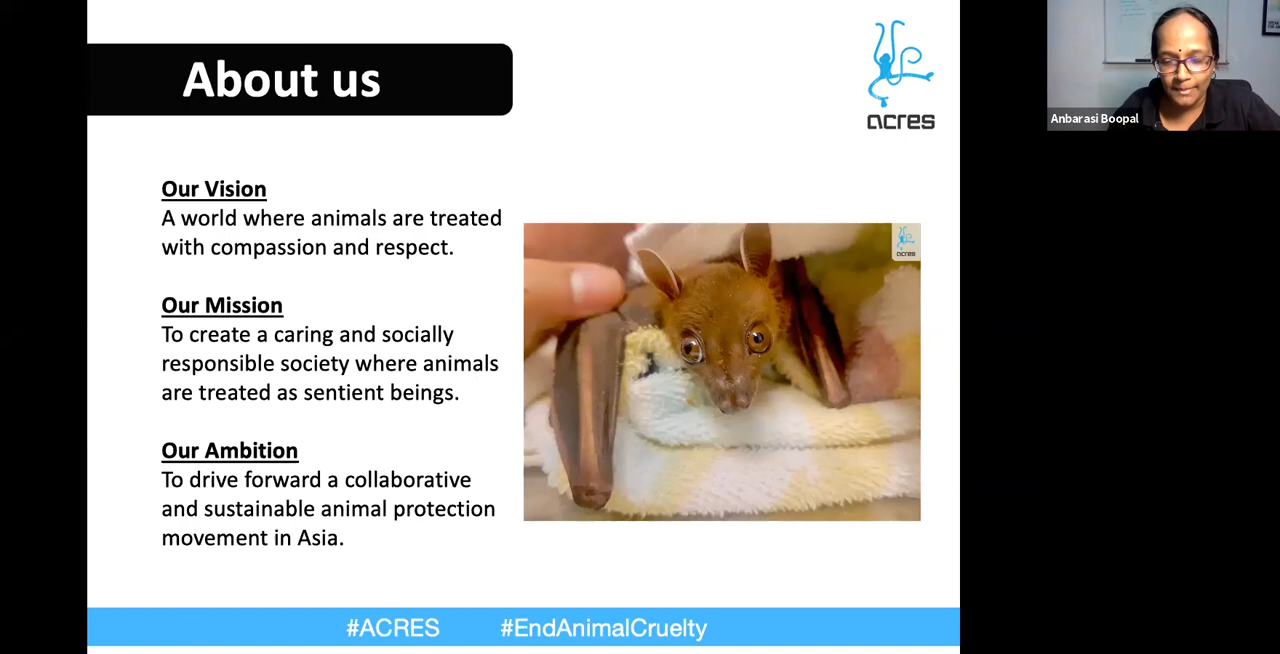 About us
acres
Anbarasi Boopal
Our Vision
A world where animals are treated
with compassion and respect.
acres
Our Mission
To create a caring and socially
responsible society where animals
are treated as sentient beings.
Our Ambition
To drive forward a collaborative
and sustainable animal protection
movement in Asia.
#ACRES #EndAnimalCruelty